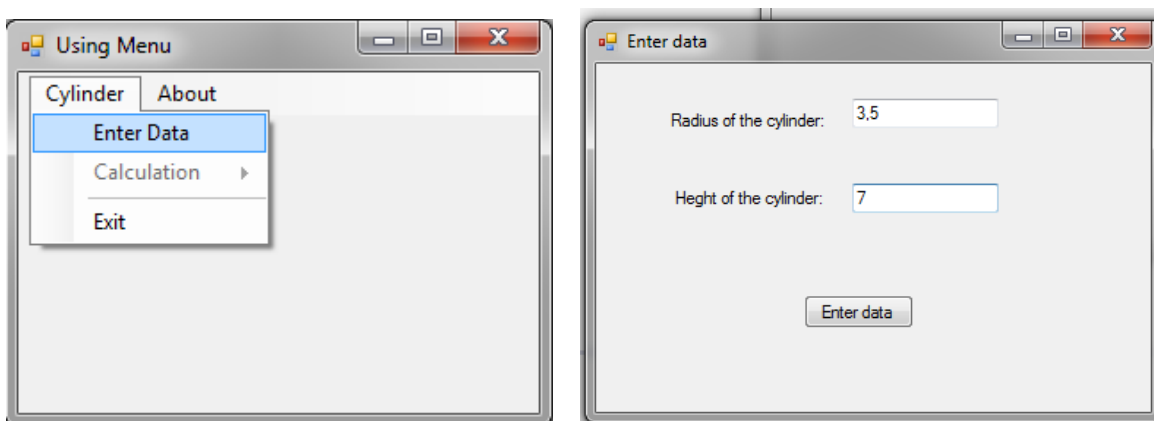 Using Menu
Cylinder About
Enter Data
Calculation
Exit
Enter data
Radius of the cylinder: 3,5
Heght of the cylinder: 7
Enter data